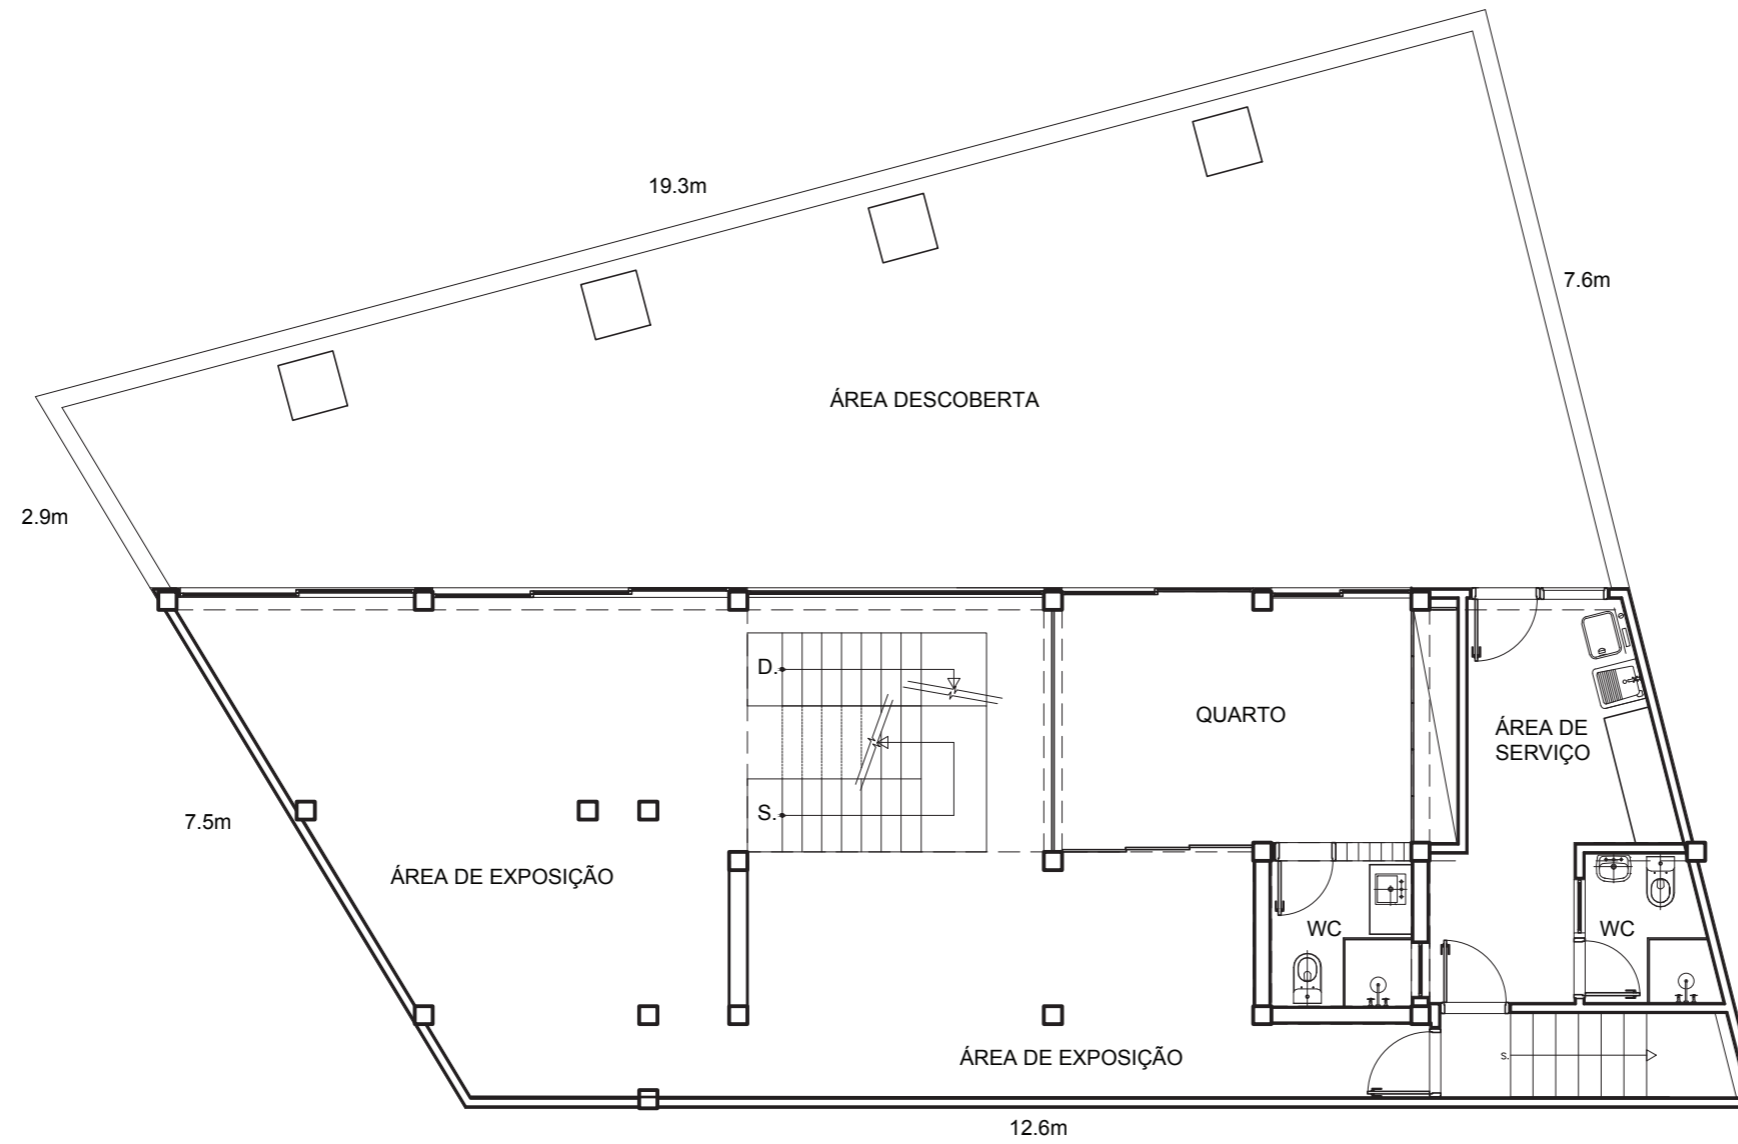 19.3m
7.6m
ÁREA DESCOBERTA
2.9m
D.
QUARTO
ÁREA DE
SERVIÇO
S.
7.5m
ÁREA DE EXPOSIÇÃO
WC
WC
ÁREA DE EXPOSIÇÃO
s.
12.6m